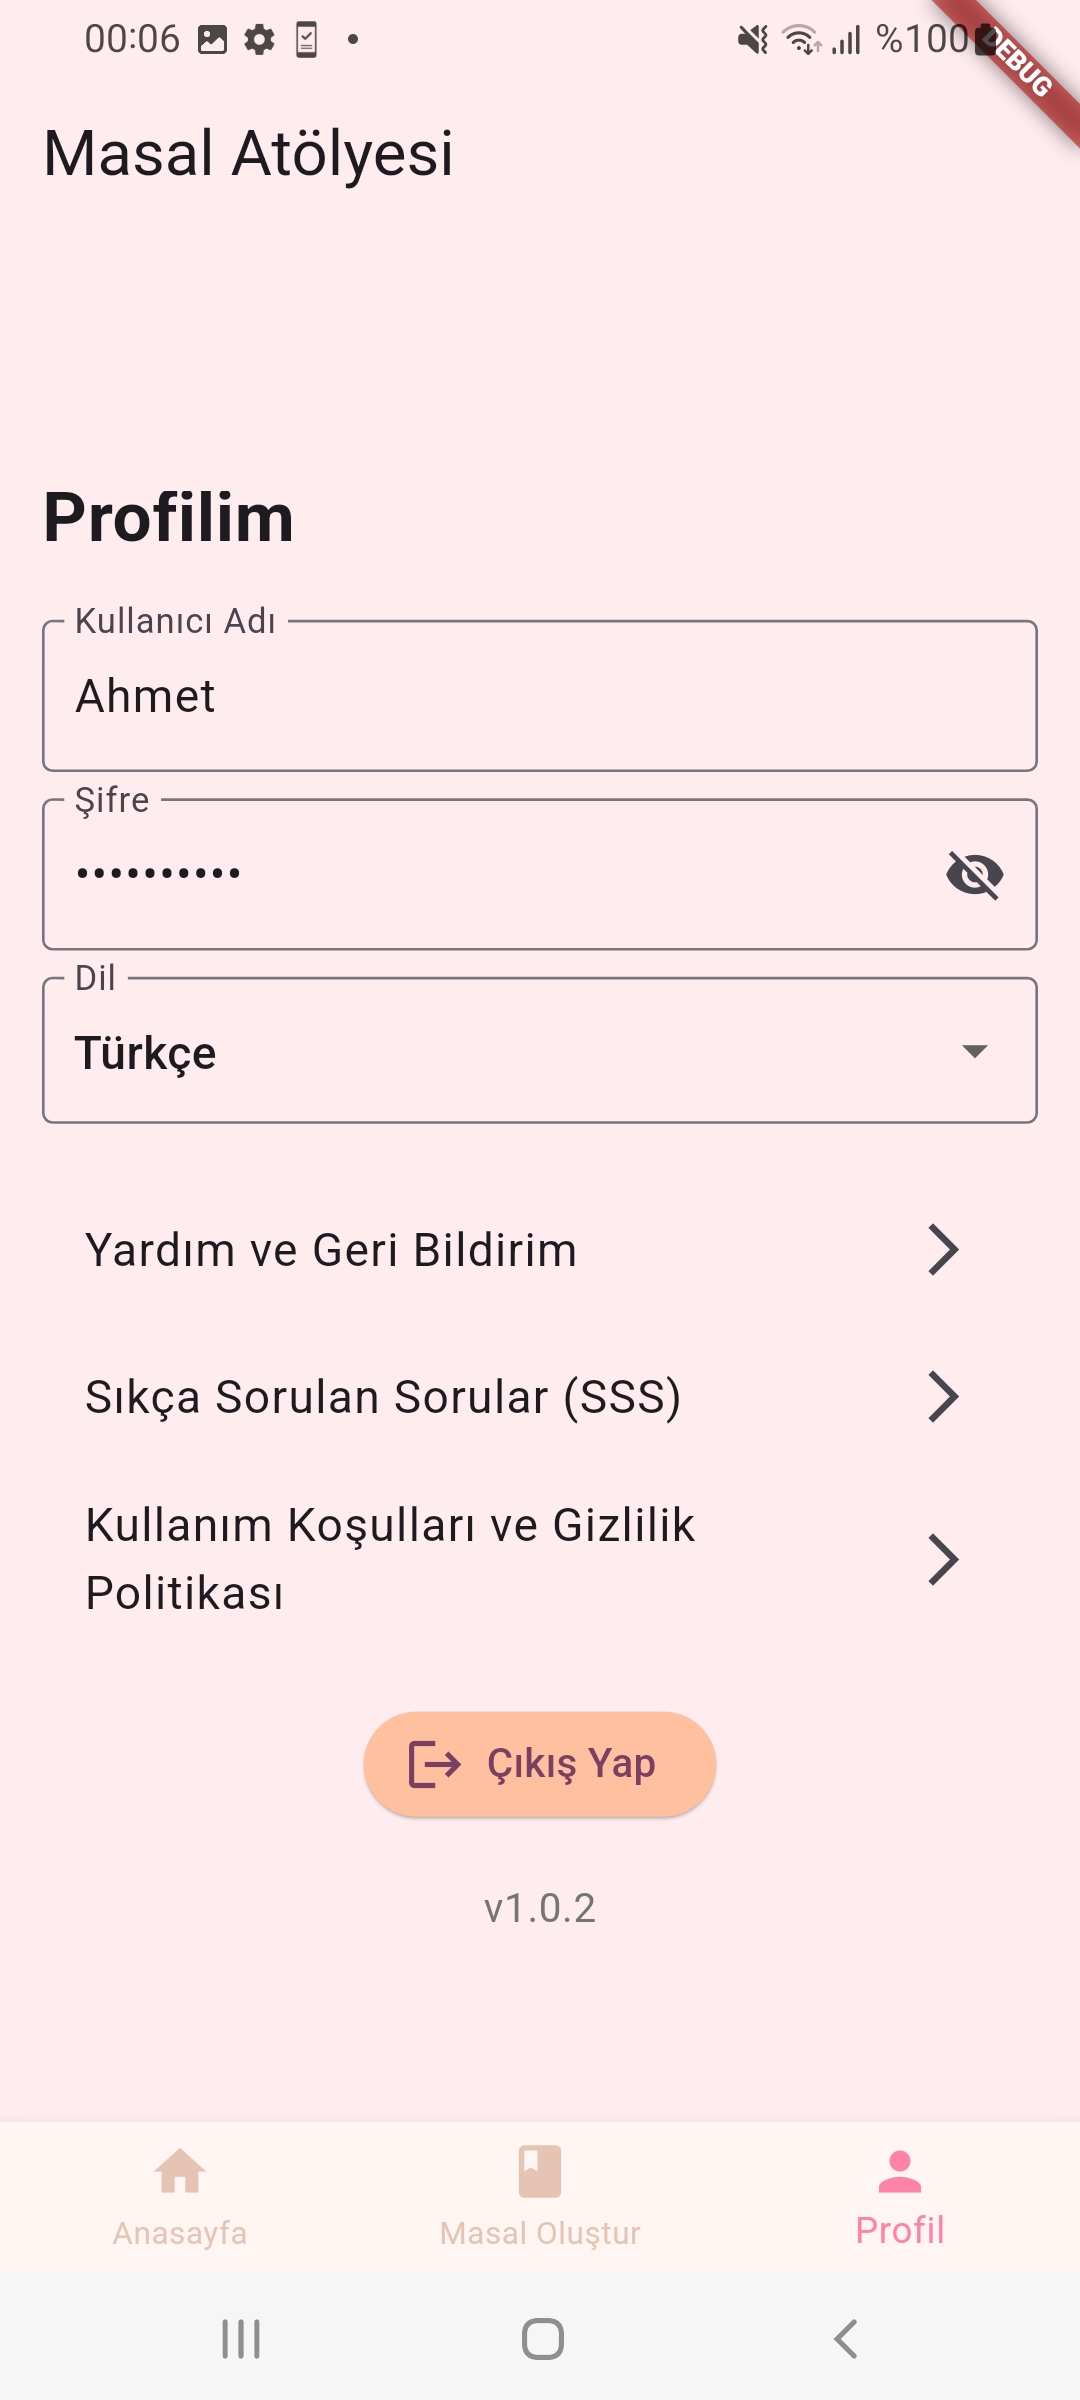 00:06
%100
DEBUG
Masal Atölyesi
Profilim
Kullanıcı Adı
Ahmet
Şifre
••••••••••
Dil
Türkçe
Yardım ve Geri Bildirim
Sıkça Sorulan Sorular (SSS)
Kullanım Koşulları ve Gizlilik
Politikası
Çıkış Yap
v1.0.2
Anasayfa
Masal Oluştur
Profil